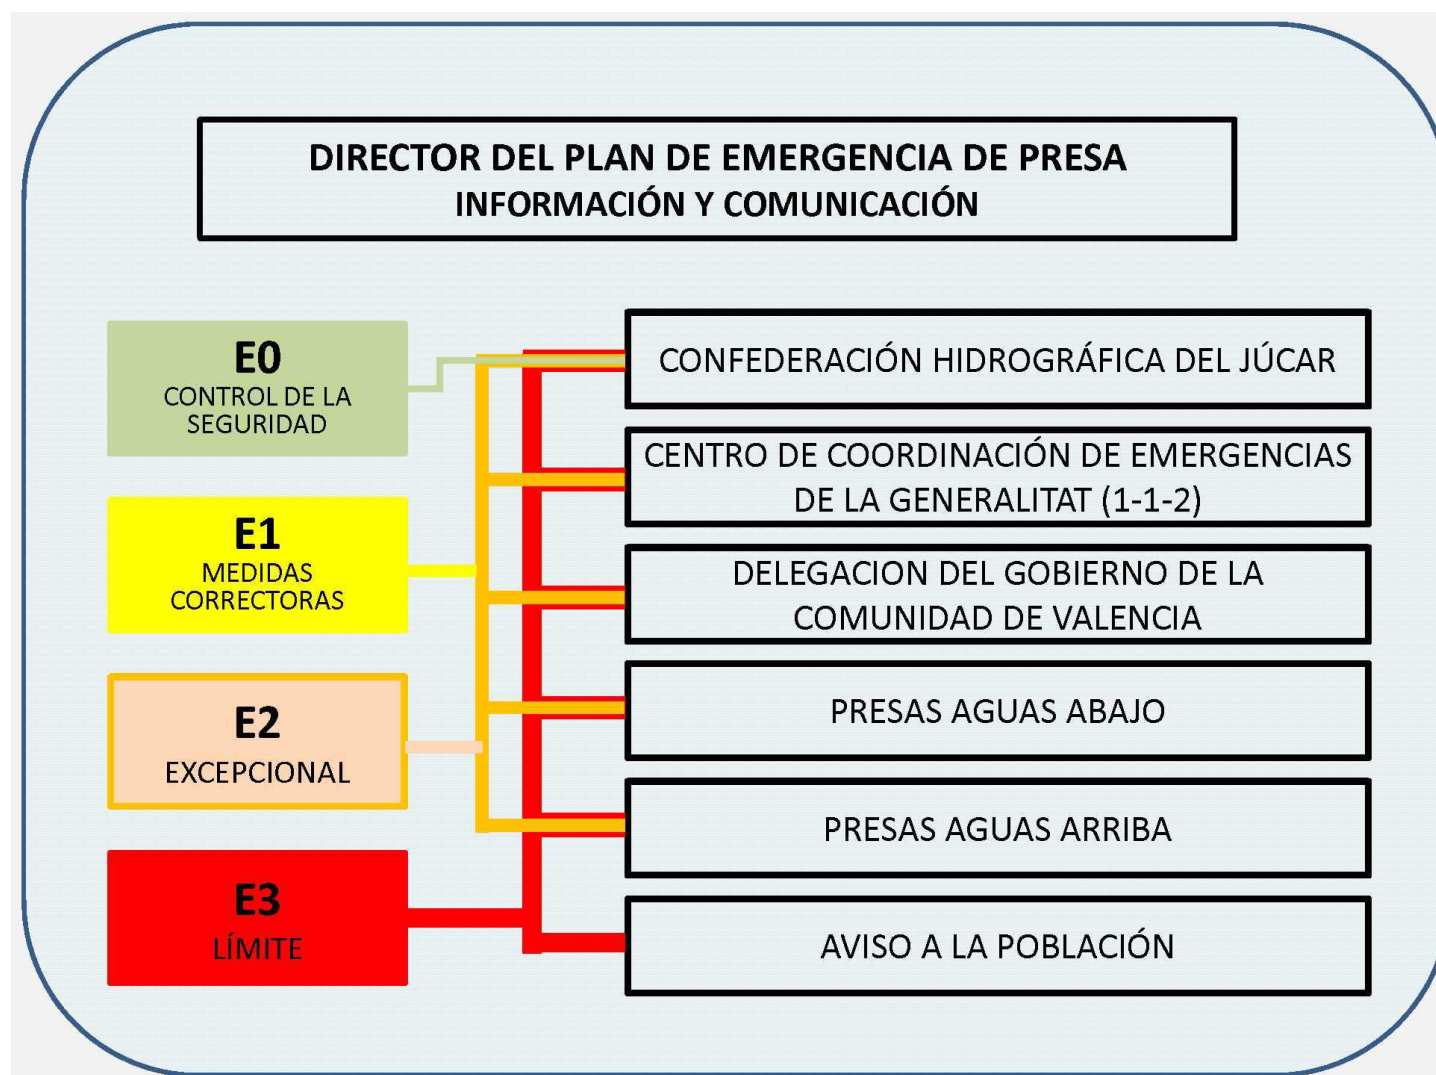 DIRECTOR DEL PLAN DE EMERGENCIA DE PRESA
INFORMACIÓN Y COMUNICACIÓN
E0
CONTROL DE LA
SEGURIDAD
E1
MEDIDAS
CORRECTORAS
E2
EXCEPCIONAL
E3
LÍMITE
CONFEDERACIÓN HIDROGRÁFICA DEL JÚCAR
CENTRO DE COORDINACIÓN DE EMERGENCIAS
DE LA GENERALITAT (1-1-2)
DELEGACION DEL GOBIERNO DE LA
COMUNIDAD DE VALENCIA
PRESAS AGUAS ABAJO
PRESAS AGUAS ARRIBA
AVISO A LA POBLACIÓN